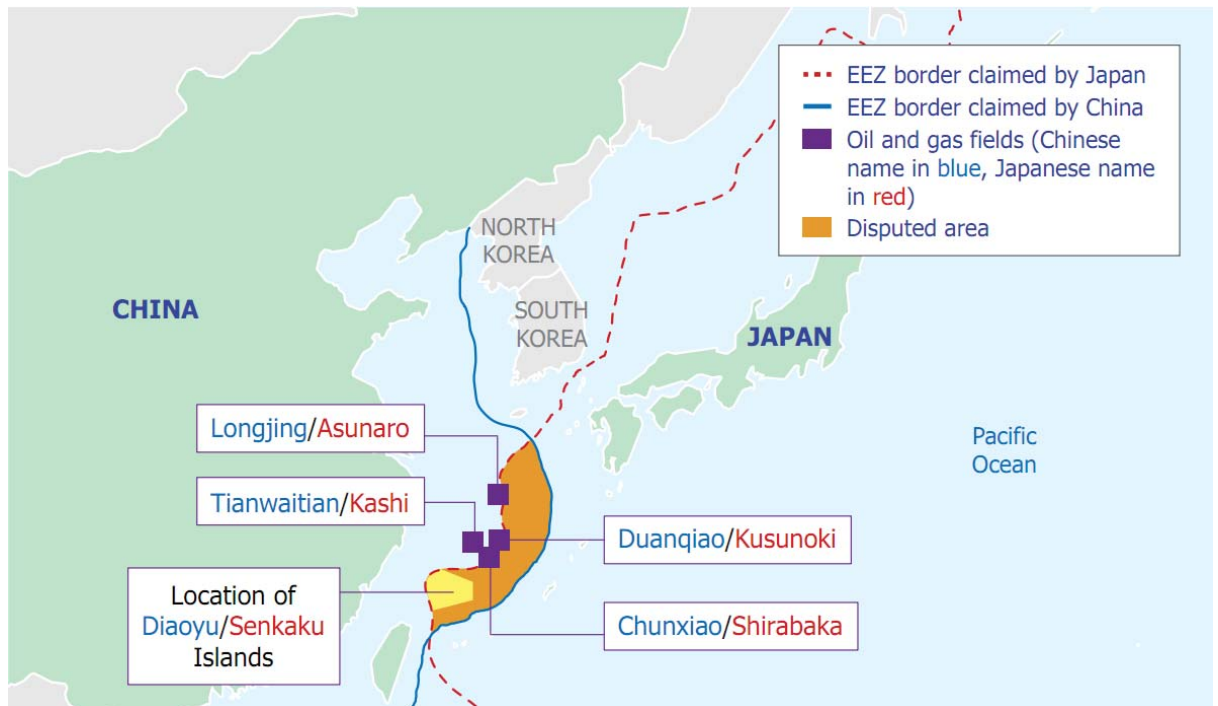 EEZ border claimed by Japan
EEZ border claimed by China
Oil and gas fields (Chinese
name in blue, Japanese name
in red)
Disputed area
NORTH
KOREA
SOUTH
KOREA
CHINA
JAPAN
Longjing/Asunaro
Pacific
Ocean
Tianwaitian/Kashi
Duanqiao/Kusunoki
Location of
Diaoyu/Senkaku
Islands
Chunxiao/Shirabaka